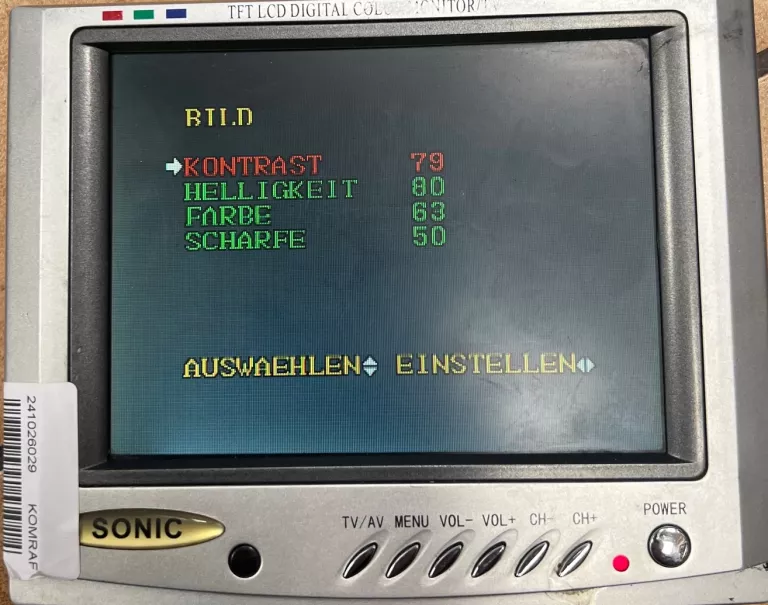 TFT LCD DIGITAL
BILD
KONTRAST 79
HELLIGKEIT 80
FARBE 63
SCHARFE 50
AUSWAEHLEN EINSTELLEN
241026029 KOMRAF
SONIC
TV/AV MENU VOL- VOL+ CH- CH+
POWER